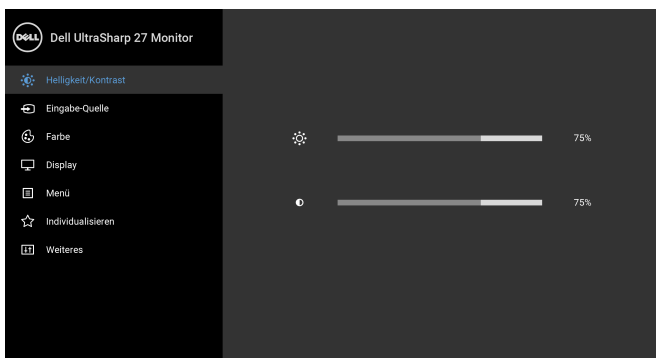 DELL Dell UltraSharp 27 Monitor
Helligkeit/Kontrast
Eingabe-Quelle
Farbe
75%
Display
Menü
75%
Individualisieren
Weiteres